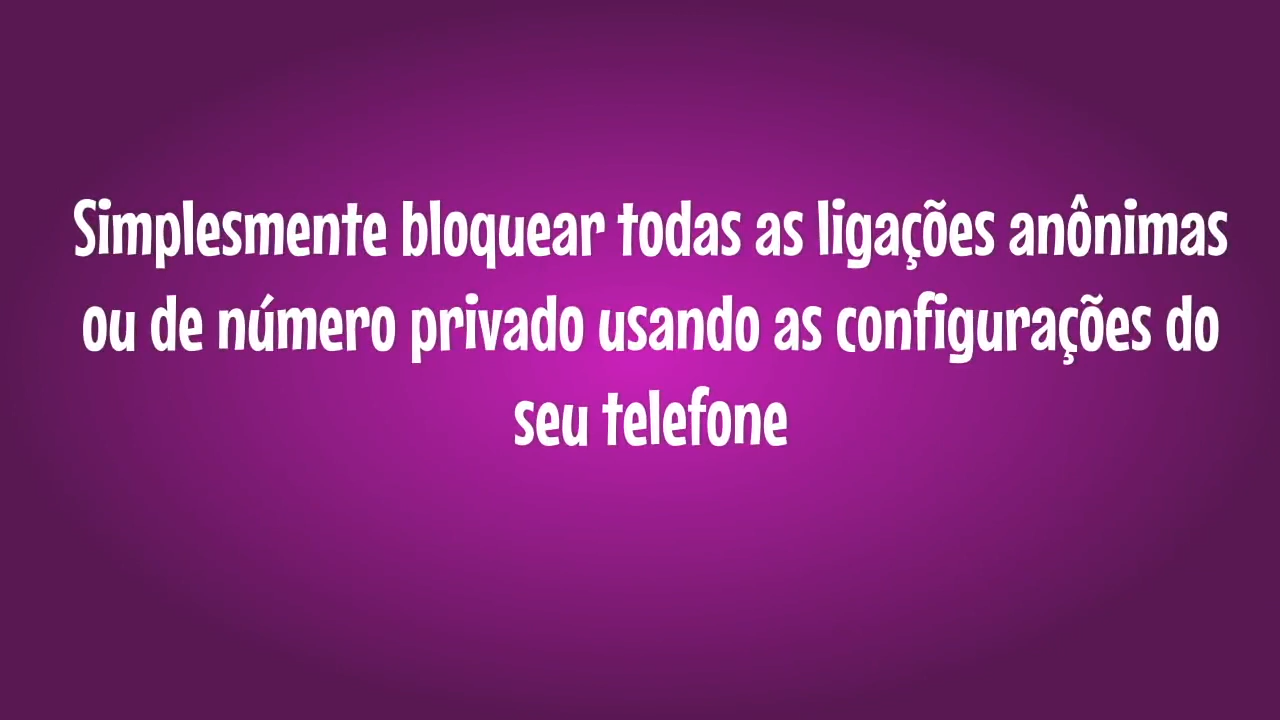 Simplesmente bloquear todas as ligações anônimas
ou de número privado usando as configurações do
seu telefone